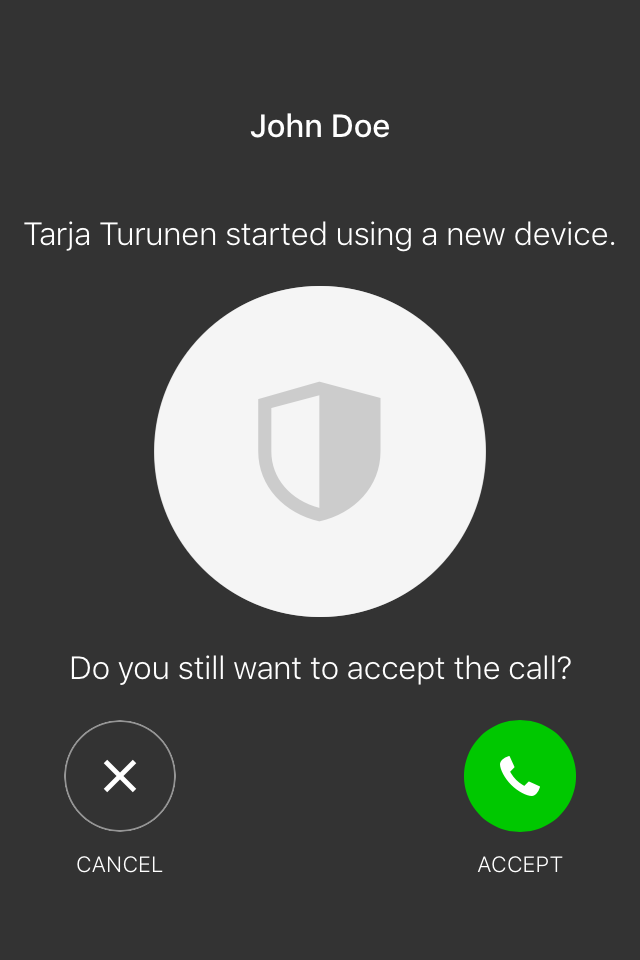 John Doe
Tarja Turunen started using a new device.
Do you still want to accept the call?
CANCEL
ACCEPT